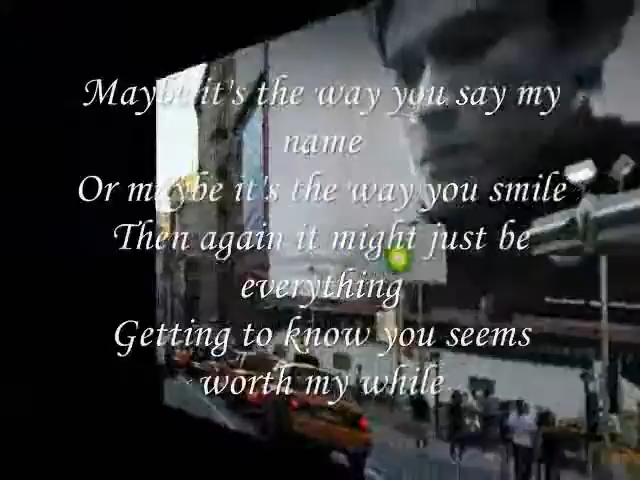 Maybe it's the way you say my
name
Or maybe it's the way you smile
Then again it might just be
everything
Getting to know you seems
worth my while